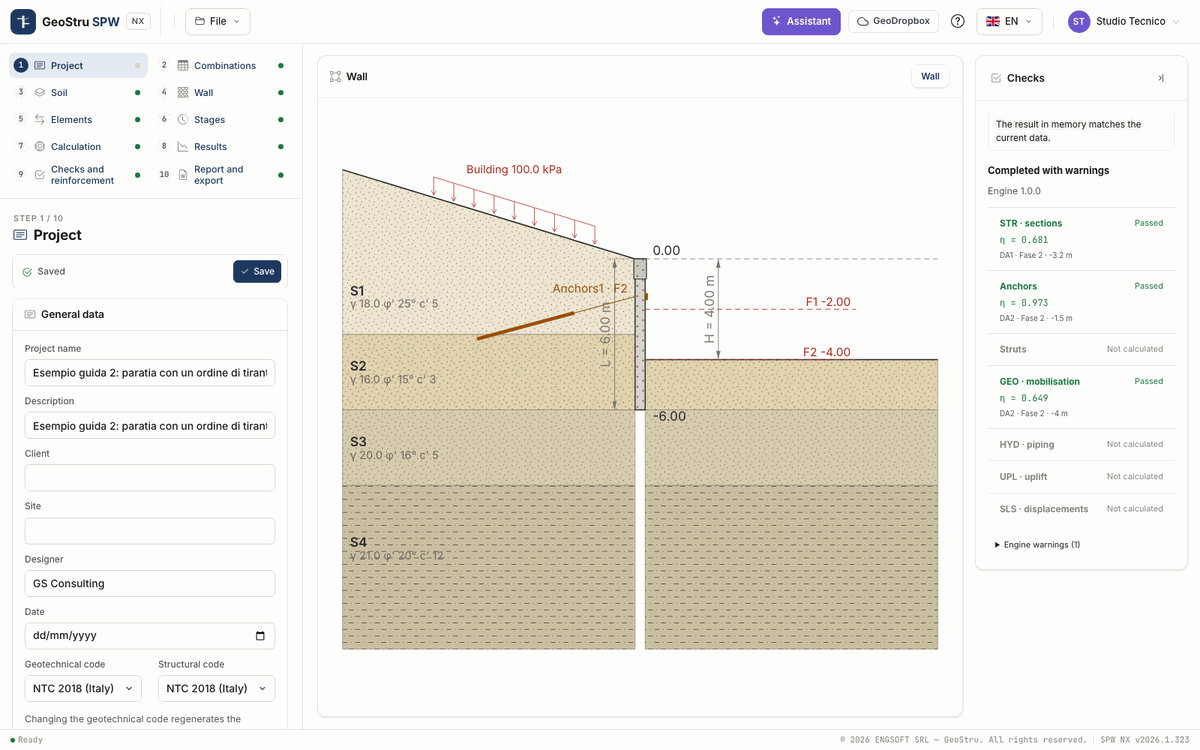 GeoStru SPW
NX
File
Assistant
GeoDropbox
EN
ST
Studio Tecnico
1
Project
2
Combinations
3
Soil
4
Wall
5
Elements
6
Stages
7
Calculation
8
Results
9
Checks and
reinforcement
10
Report and
export
STEP 1 / 10
Project
Saved
Save
General data
Project name
Esempio guida 2: paratia con un ordine di tirant
Description
Esempio guida 2: paratia con un ordine di tirant
Client
Site
Designer
GS Consulting
Date
dd/mm/yyyy
Geotechnical code
Structural code
NTC 2018 (Italy)
NTC 2018 (Italy)
Changing the geotechnical code regenerates the
Wall
Wall
Building 100.0 kPa
0.00
S1
γ 18.0 φ' 25° c' 5
Anchors1 · F2
L = 6.00 m
H = 4.00 m
F1 -2.00
F2 -4.00
S2
γ 16.0 φ' 15° c' 3
-6.00
S3
γ 20.0 φ' 16° c' 5
S4
γ 21.0 φ' 20° c' 12
Checks
The result in memory matches the
current data.
Completed with warnings
Engine 1.0.0
STR · sections
Passed
η = 0.681
DA1 · Fase 2 · -3.2 m
Anchors
Passed
η = 0.973
DA2 · Fase 2 · -1.5 m
Struts
Not calculated
GEO · mobilisation
Passed
η = 0.649
DA2 · Fase 2 · -4 m
HYD · piping
Not calculated
UPL · uplift
Not calculated
SLS · displacements
Not calculated
Engine warnings (1)
Ready
© 2026 ENGSOFT SRL — GeoStru. All rights reserved.
SPW NX v2026.1.323